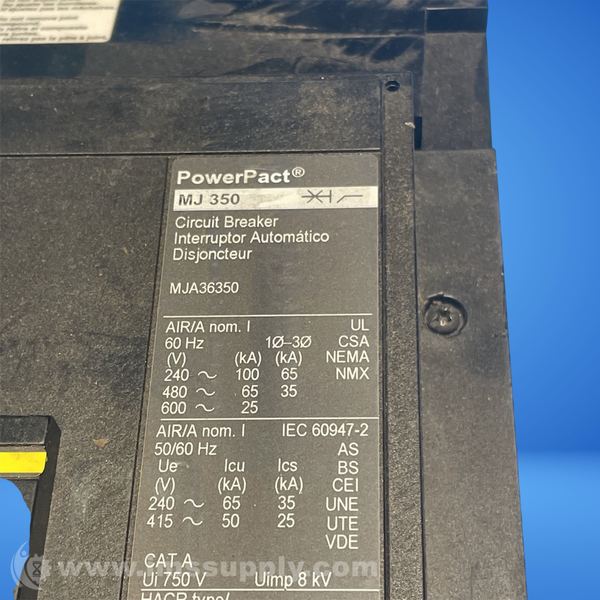 PowerPact®
MJ 350
Circuit Breaker
Interruptor Automático
Disjoncteur
MJA36350
AIR/A nom. I UL
60 Hz 1Ø–3Ø CSA
(V) (kA) (kA) NEMA
240 ~ 100 65 NMX
480 ~ 65 35
600 ~ 25
AIR/A nom. I IEC 60947-2
50/60 Hz AS
Ue Icu Ics BS
(V) (kA) (kA) CEI
240 ~ 65 35 UNE
415 ~ 50 25 UTE
VDE
CAT A
Ui 750 V Uimp 8 kV
HACR type/